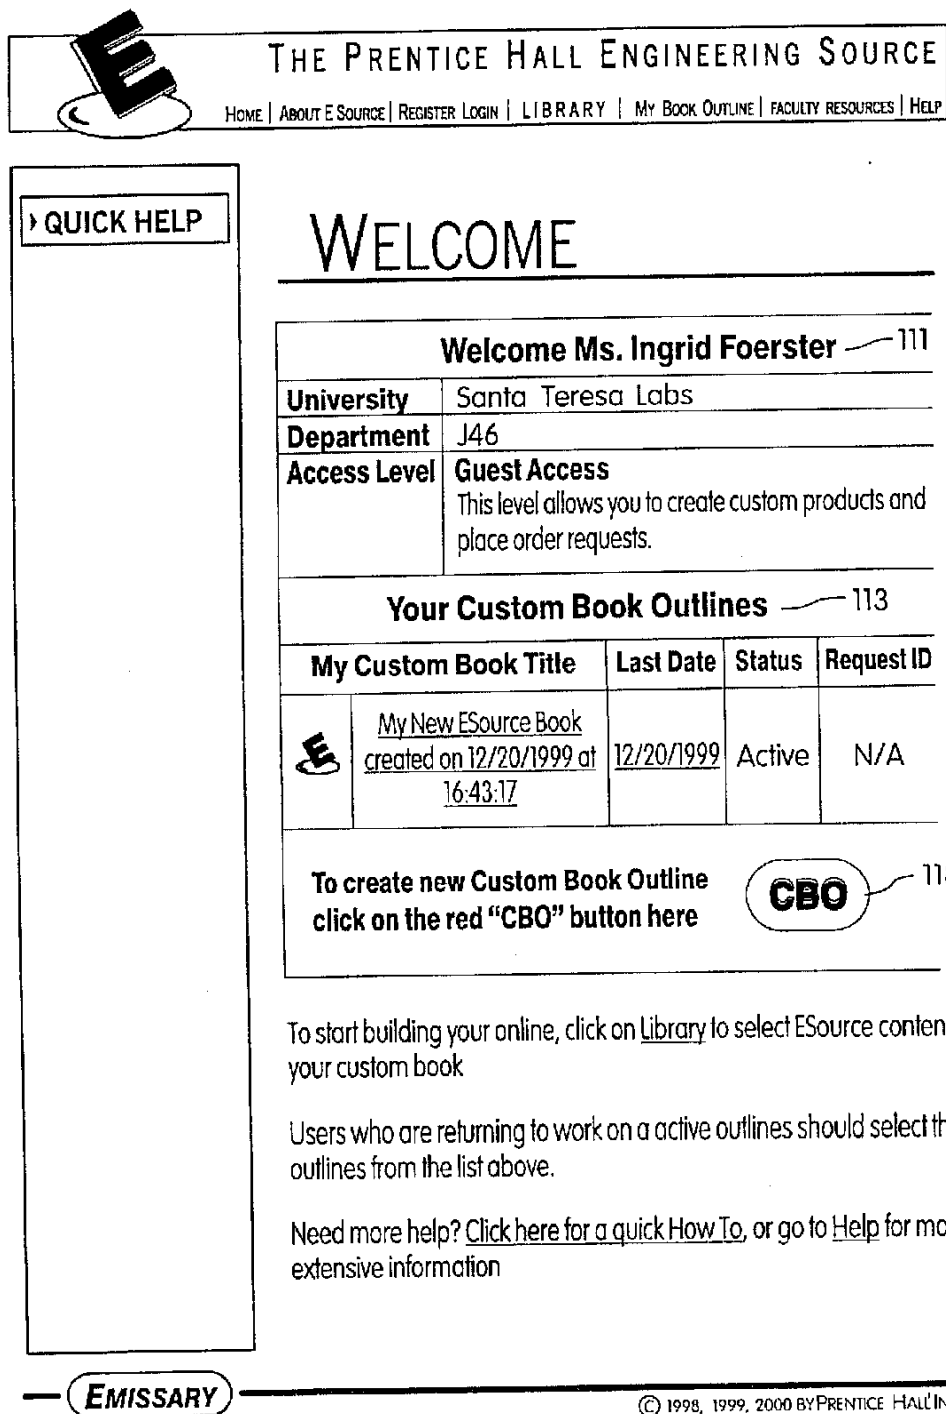 E
THE PRENTICE HALL ENGINEERING SOURCE
HOME | ABOUT E SOURCE | REGISTER LOGIN | LIBRARY | MY BOOK OUTLINE | FACULTY RESOURCES | HELP
QUICK HELP
WELCOME
Welcome Ms. Ingrid Foerster 111
University Santa Teresa Labs
Department J46
Access Level Guest Access
This level allows you to create custom products and
place order requests.
Your Custom Book Outlines 113
My Custom Book Title Last Date Status Request ID
E
My New ESource Book
created on 12/20/1999 at 12/20/1999 Active N/A
16:43:17
To create new Custom Book Outline
click on the red “CBO” button here
CBO 11
To start building your online, click on Library to select ESource conten
your custom book
Users who are returning to work on a active outlines should select th
outlines from the list above.
Need more help? Click here for a quick How To, or go to Help for mo
extensive information
EMISSARY
© 1998, 1999, 2000 BY PRENTICE HALL IN